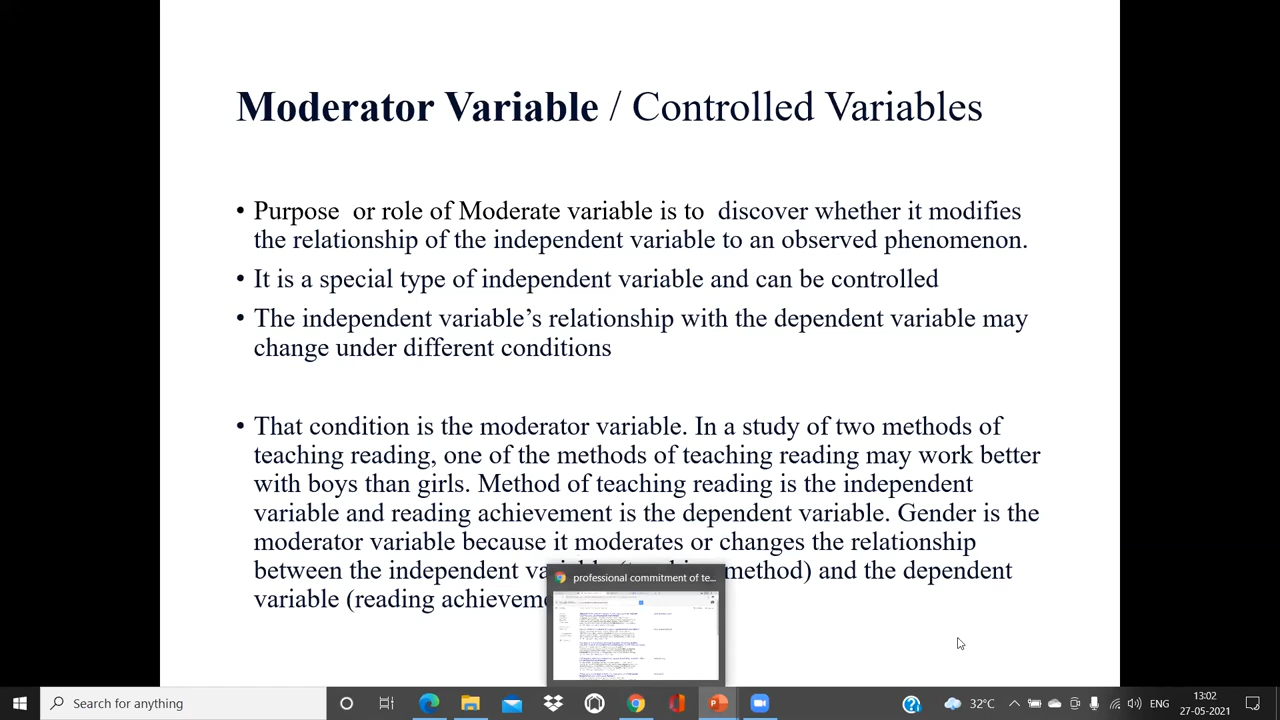 Moderator Variable / Controlled Variables
• Purpose or role of Moderate variable is to discover whether it modifies
the relationship of the independent variable to an observed phenomenon.
• It is a special type of independent variable and can be controlled
• The independent variable’s relationship with the dependent variable may
change under different conditions
• That condition is the moderator variable. In a study of two methods of
teaching reading, one of the methods of teaching reading may work better
with boys than girls. Method of teaching reading is the independent
variable and reading achievement is the dependent variable. Gender is the
moderator variable because it moderates or changes the relationship
between the independent method) and the dependent
variable (reading
professional commitment of te...
Search for anything
32°C
ENG
13:02
27-05-2021